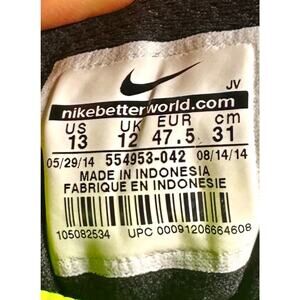 JV
nikebetterworld.com
US UK EUR cm
13 12 47.5 31
05/29/14 554953-042 08/14/14
MADE IN INDONESIA
FABRIQUE EN INDONESIE
105082534 UPC 00091206664608